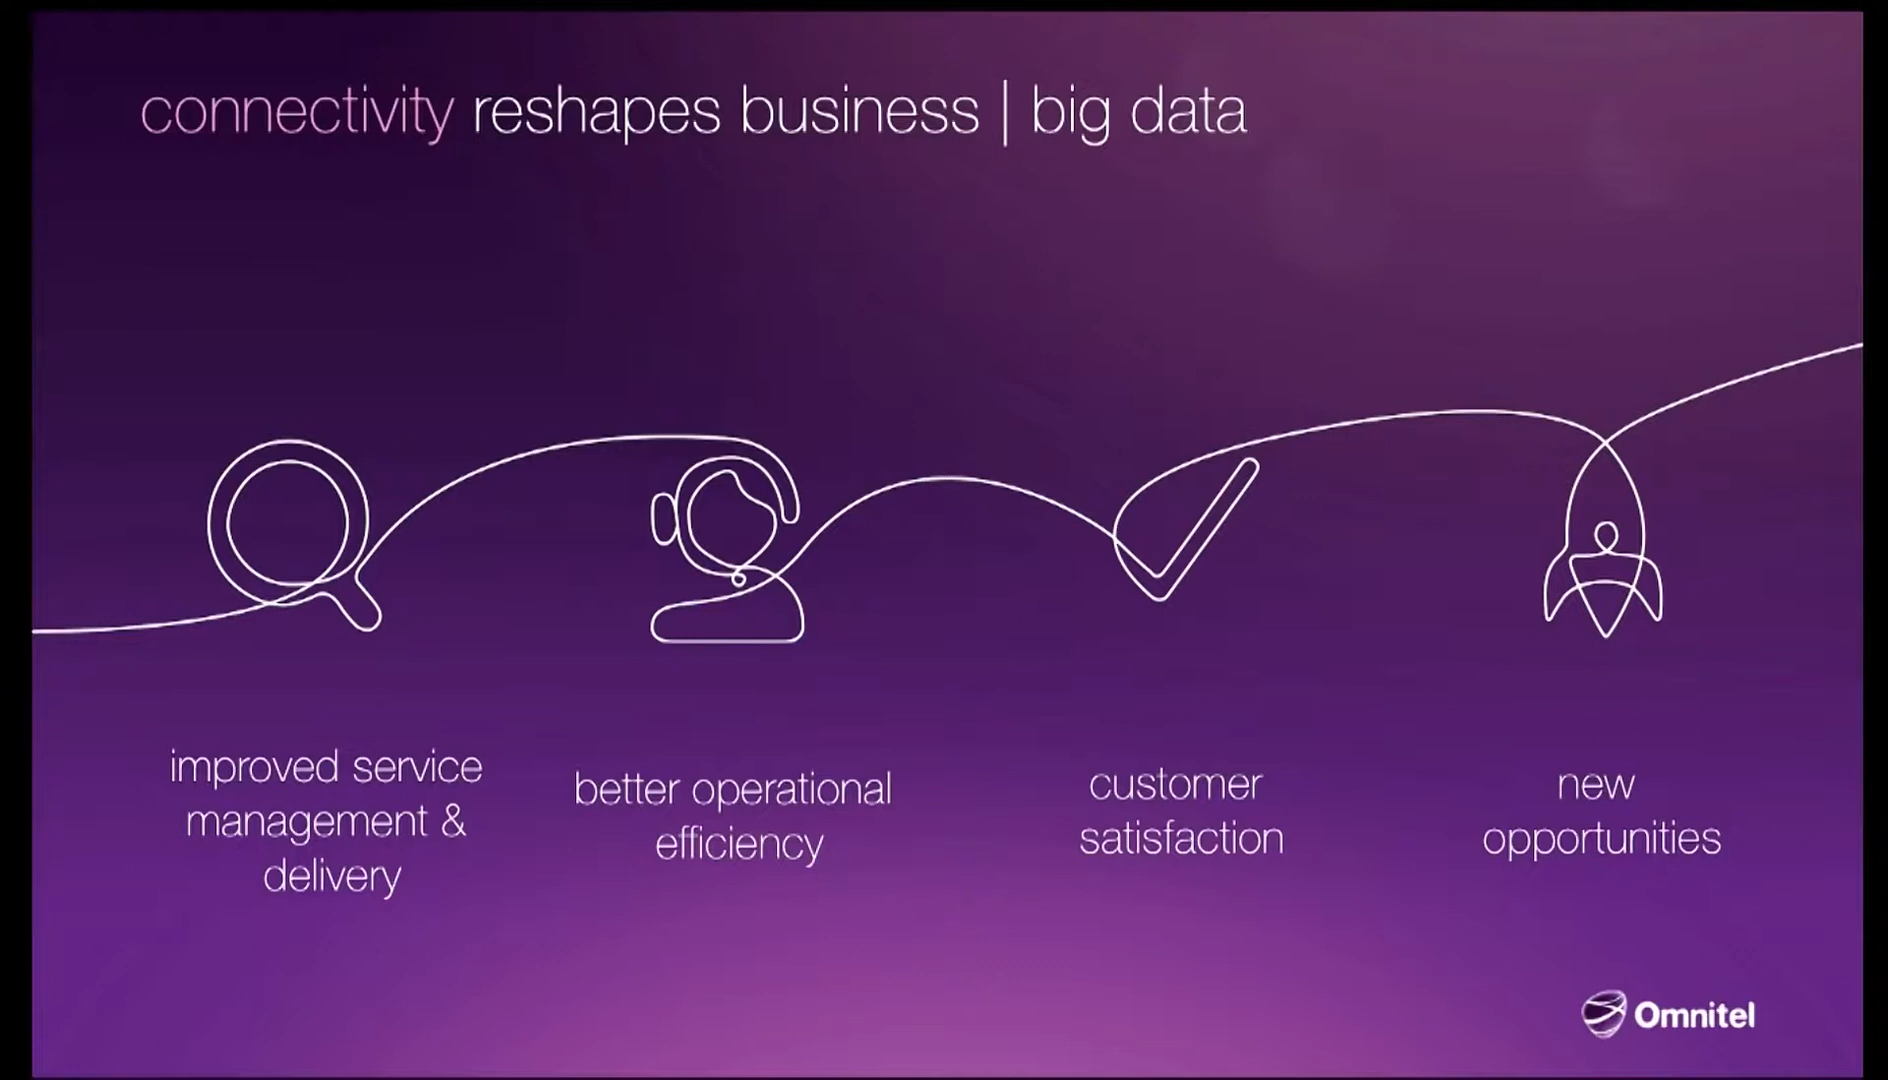 connectivity reshapes business | big data
improved service
management &
delivery
better operational
efficiency
customer
satisfaction
new
opportunities
Omnitel